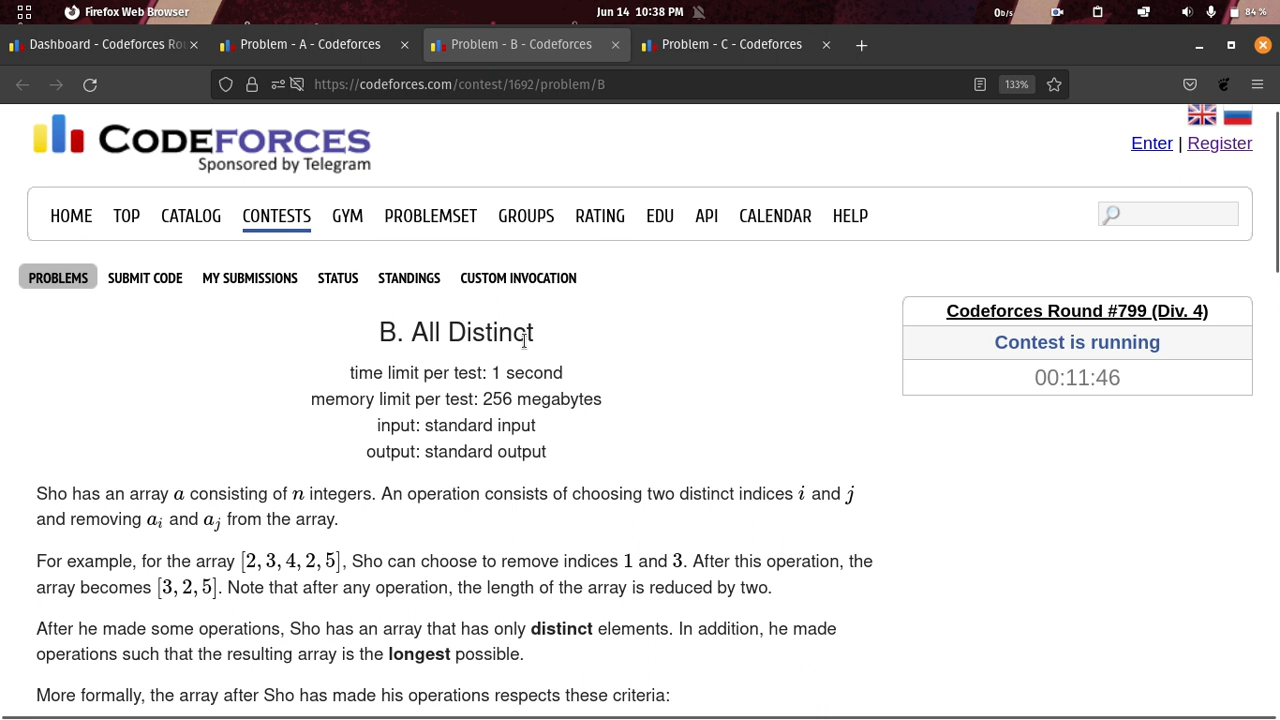 Firefox Web Browser
Jun 14 10:38 PM
0b/s
84 %
Dashboard - Codeforces Ro
Problem - A - Codeforces
Problem - B - Codeforces
Problem - C - Codeforces
https://codeforces.com/contest/1692/problem/B
133%
CODEFORCES
Sponsored by Telegram
Enter | Register
HOME TOP CATALOG CONTESTS GYM PROBLEMSET GROUPS RATING EDU API CALENDAR HELP
PROBLEMS SUBMIT CODE MY SUBMISSIONS STATUS STANDINGS CUSTOM INVOCATION
B. All Distinct
time limit per test: 1 second
memory limit per test: 256 megabytes
input: standard input
output: standard output
Codeforces Round #799 (Div. 4)
Contest is running
00:11:46
Sho has an array a consisting of n integers. An operation consists of choosing two distinct indices i and j
and removing aᵢ and aⱼ from the array.
For example, for the array [2, 3, 4, 2, 5], Sho can choose to remove indices 1 and 3. After this operation, the
array becomes [3, 2, 5]. Note that after any operation, the length of the array is reduced by two.
After he made some operations, Sho has an array that has only distinct elements. In addition, he made
operations such that the resulting array is the longest possible.
More formally, the array after Sho has made his operations respects these criteria: